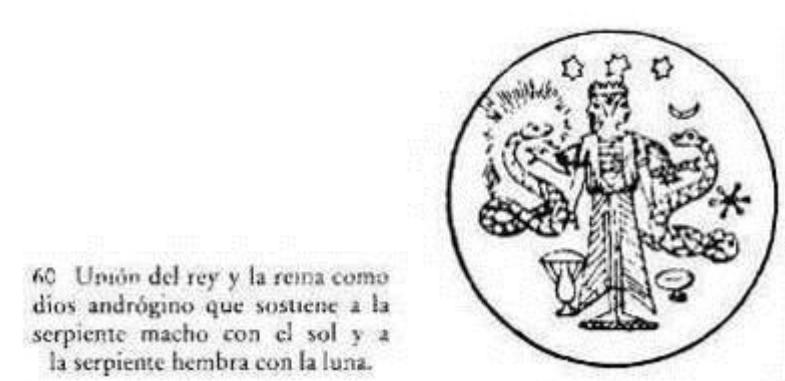 60 Unión del rey y la reina como
dios andrógino que sostiene a la
serpiente macho con el sol y a
la serpiente hembra con la luna.